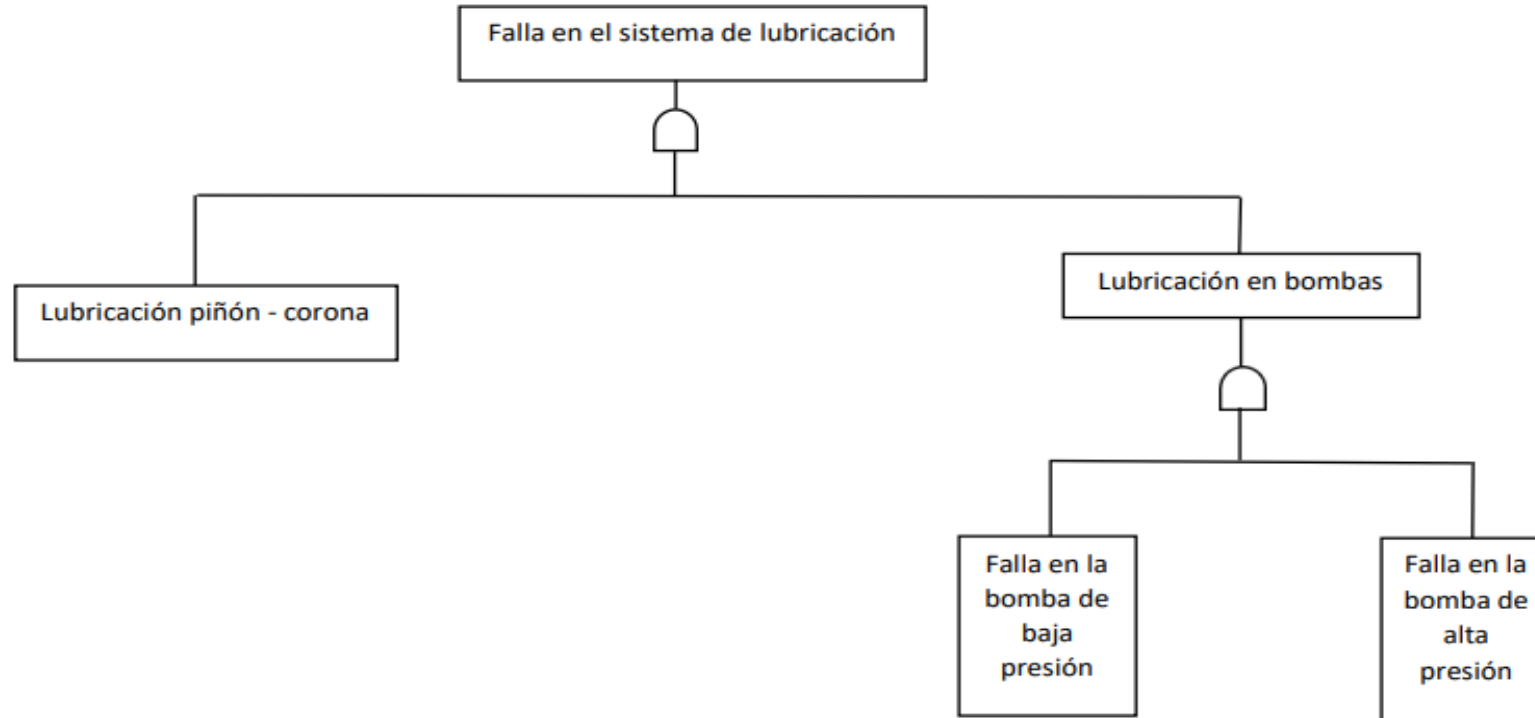 Falla en el sistema de lubricación
Lubricación piñón - corona
Lubricación en bombas
Falla en la
bomba de
baja
presión
Falla en la
bomba de
alta
presión